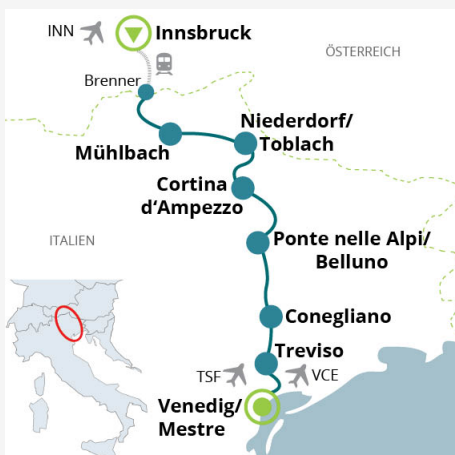 INN
Innsbruck
ÖSTERREICH
Brenner
Niederdorf/
Toblach
Mühlbach
Cortina
d‘Ampezzo
ITALIEN
Ponte nelle Alpi/
Belluno
Conegliano
Treviso
TSF
VCE
Venedig/
Mestre